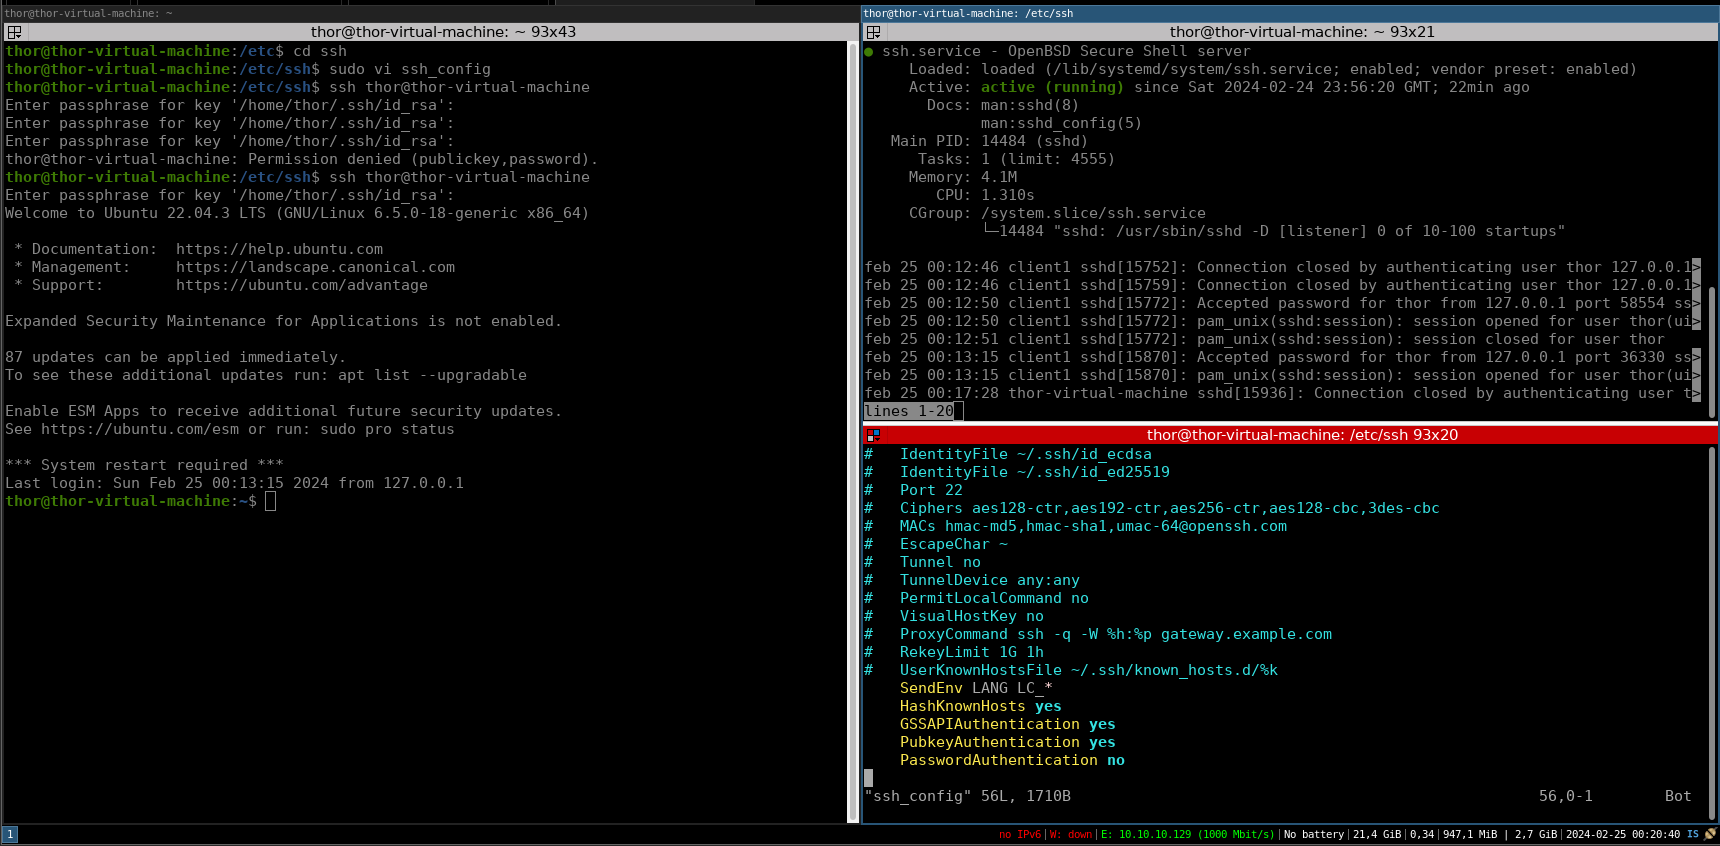 thor@thor-virtual-machine: ~
thor@thor-virtual-machine: ~ 93x43
thor@thor-virtual-machine:/etc$ cd ssh
thor@thor-virtual-machine:/etc/ssh$ sudo vi ssh_config
thor@thor-virtual-machine:/etc/ssh$ ssh thor@thor-virtual-machine
Enter passphrase for key '/home/thor/.ssh/id_rsa':
Enter passphrase for key '/home/thor/.ssh/id_rsa':
Enter passphrase for key '/home/thor/.ssh/id_rsa':
thor@thor-virtual-machine: Permission denied (publickey,password).
thor@thor-virtual-machine:/etc/ssh$ ssh thor@thor-virtual-machine
Enter passphrase for key '/home/thor/.ssh/id_rsa':
Welcome to Ubuntu 22.04.3 LTS (GNU/Linux 6.5.0-18-generic x86_64)
* Documentation:  https://help.ubuntu.com
* Management:     https://landscape.canonical.com
* Support:        https://ubuntu.com/advantage
Expanded Security Maintenance for Applications is not enabled.
87 updates can be applied immediately.
To see these additional updates run: apt list --upgradable
Enable ESM Apps to receive additional future security updates.
See https://ubuntu.com/esm or run: sudo pro status
*** System restart required ***
Last login: Sun Feb 25 00:13:15 2024 from 127.0.0.1
thor@thor-virtual-machine:~$
thor@thor-virtual-machine: /etc/ssh
thor@thor-virtual-machine: ~ 93x21
● ssh.service - OpenBSD Secure Shell server
Loaded: loaded (/lib/systemd/system/ssh.service; enabled; vendor preset: enabled)
Active: active (running) since Sat 2024-02-24 23:56:20 GMT; 22min ago
Docs: man:sshd(8)
man:sshd_config(5)
Main PID: 14484 (sshd)
Tasks: 1 (limit: 4555)
Memory: 4.1M
CPU: 1.310s
CGroup: /system.slice/ssh.service
└─14484 "sshd: /usr/sbin/sshd -D [listener] 0 of 10-100 startups"
feb 25 00:12:46 client1 sshd[15752]: Connection closed by authenticating user thor 127.0.0.1>
feb 25 00:12:46 client1 sshd[15759]: Connection closed by authenticating user thor 127.0.0.1>
feb 25 00:12:50 client1 sshd[15772]: Accepted password for thor from 127.0.0.1 port 58554 ss>
feb 25 00:12:50 client1 sshd[15772]: pam_unix(sshd:session): session opened for user thor(ui>
feb 25 00:12:51 client1 sshd[15772]: pam_unix(sshd:session): session closed for user thor
feb 25 00:13:15 client1 sshd[15870]: Accepted password for thor from 127.0.0.1 port 36330 ss>
feb 25 00:13:15 client1 sshd[15870]: pam_unix(sshd:session): session opened for user thor(ui>
feb 25 00:17:28 thor-virtual-machine sshd[15936]: Connection closed by authenticating user t>
lines 1-20
thor@thor-virtual-machine: /etc/ssh 93x20
#   IdentityFile ~/.ssh/id_ecdsa
#   IdentityFile ~/.ssh/id_ed25519
#   Port 22
#   Ciphers aes128-ctr,aes192-ctr,aes256-ctr,aes128-cbc,3des-cbc
#   MACs hmac-md5,hmac-sha1,umac-64@openssh.com
#   EscapeChar ~
#   Tunnel no
#   TunnelDevice any:any
#   PermitLocalCommand no
#   VisualHostKey no
#   ProxyCommand ssh -q -W %h:%p gateway.example.com
#   RekeyLimit 1G 1h
#   UserKnownHostsFile ~/.ssh/known_hosts.d/%k
SendEnv LANG LC_*
HashKnownHosts yes
GSSAPIAuthentication yes
PubkeyAuthentication yes
PasswordAuthentication no
"ssh_config" 56L, 1710B 56,0-1 Bot
1 no IPv6|W: down|E: 10.10.10.129 (1000 Mbit/s)|No battery|21,4 GiB|0,34|947,1 MiB | 2,7 GiB|2024-02-25 00:20:40 IS